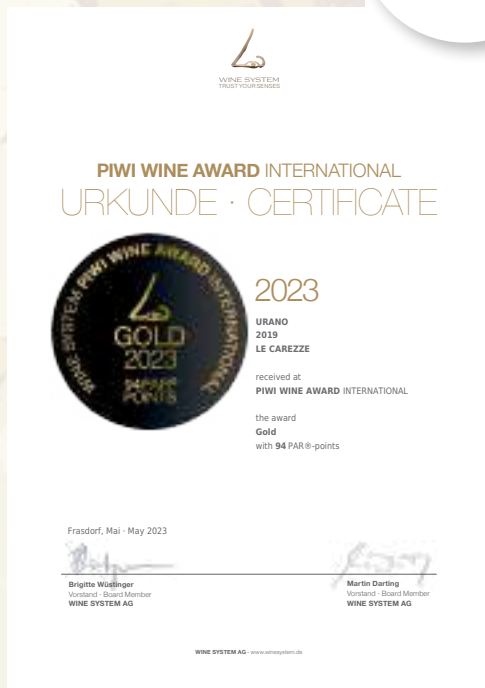 WINE SYSTEM
TRUST YOUR SENSES
PIWI WINE AWARD INTERNATIONAL
URKUNDE · CERTIFICATE
WINE SYSTEM PIWI WINE AWARD INTERNATIONAL
GOLD
2023
94 PAR®
POINTS
2023
URANO
2019
LE CAREZZE
received at
PIWI WINE AWARD INTERNATIONAL
the award
Gold
with 94 PAR®-points
Frasdorf, Mai · May 2023
Brigitte Wüstinger
Vorstand · Board Member
WINE SYSTEM AG
Martin Darting
Vorstand · Board Member
WINE SYSTEM AG
WINE SYSTEM AG · www.winesystem.de